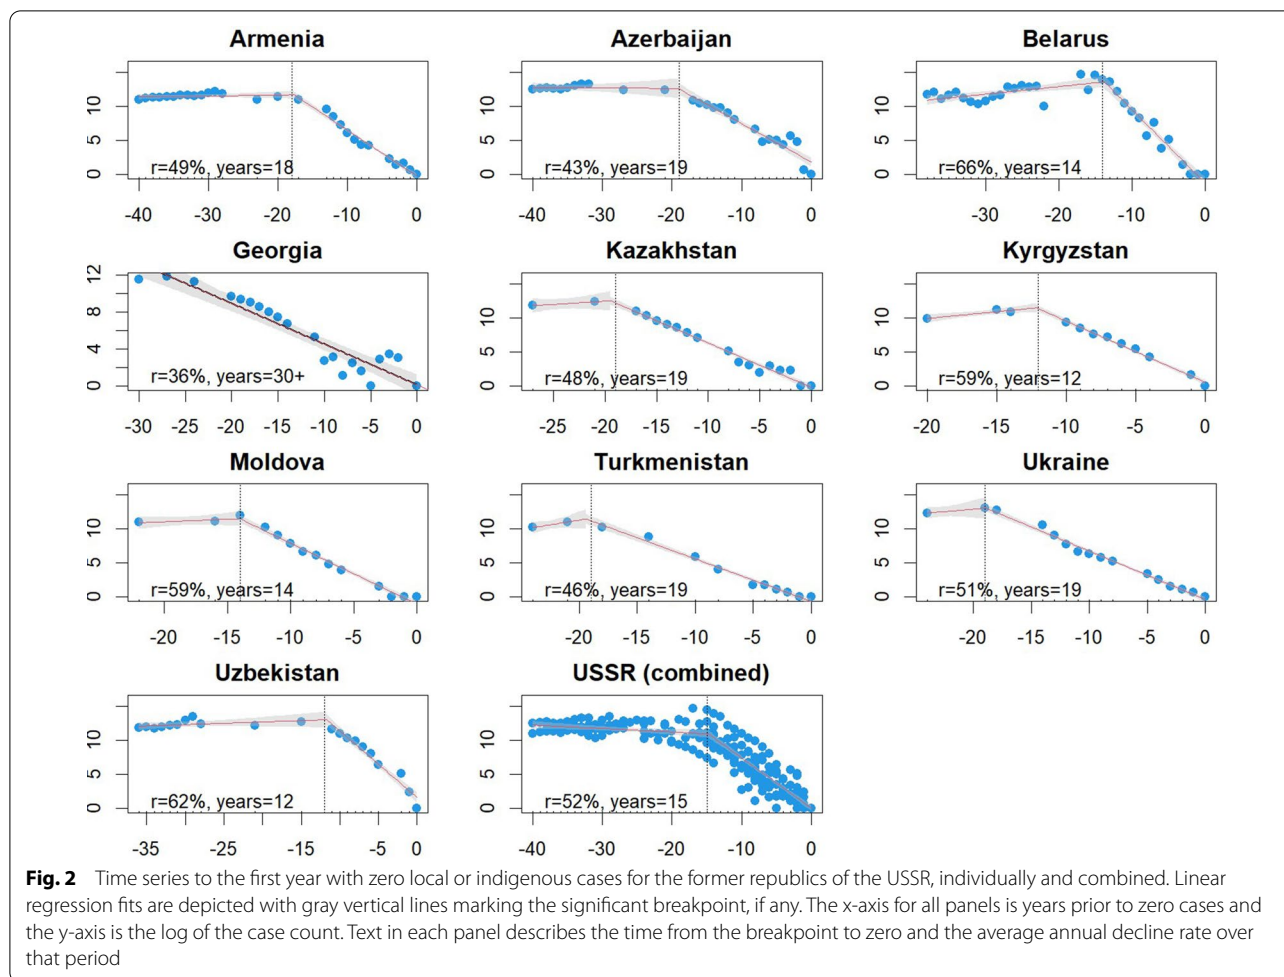 Armenia Azerbaijan Belarus
0 5 10 0 5 10 0 5 10
r=49%, years=18 r=43%, years=19 r=66%, years=14
-40 -30 -20 -10 0 -40 -30 -20 -10 0 -30 -20 -10 0
Georgia Kazakhstan Kyrgyzstan
0 4 8 12 0 5 10 0 5 10
r=36%, years=30+ r=48%, years=19 r=59%, years=12
-30 -25 -20 -15 -10 -5 0 -25 -20 -15 -10 -5 0 -20 -15 -10 -5 0
Moldova Turkmenistan Ukraine
0 5 10 0 5 10 0 5 10
r=59%, years=14 r=46%, years=19 r=51%, years=19
-20 -15 -10 -5 0 -20 -15 -10 -5 0 -20 -15 -10 -5 0
Uzbekistan USSR (combined)
0 5 10 0 5 10
r=62%, years=12 r=52%, years=15
-35 -25 -15 -5 0 -40 -30 -20 -10 0
Fig. 2 Time series to the first year with zero local or indigenous cases for the former republics of the USSR, individually and combined. Linear
regression fits are depicted with gray vertical lines marking the significant breakpoint, if any. The x-axis for all panels is years prior to zero cases and
the y-axis is the log of the case count. Text in each panel describes the time from the breakpoint to zero and the average annual decline rate over
that period